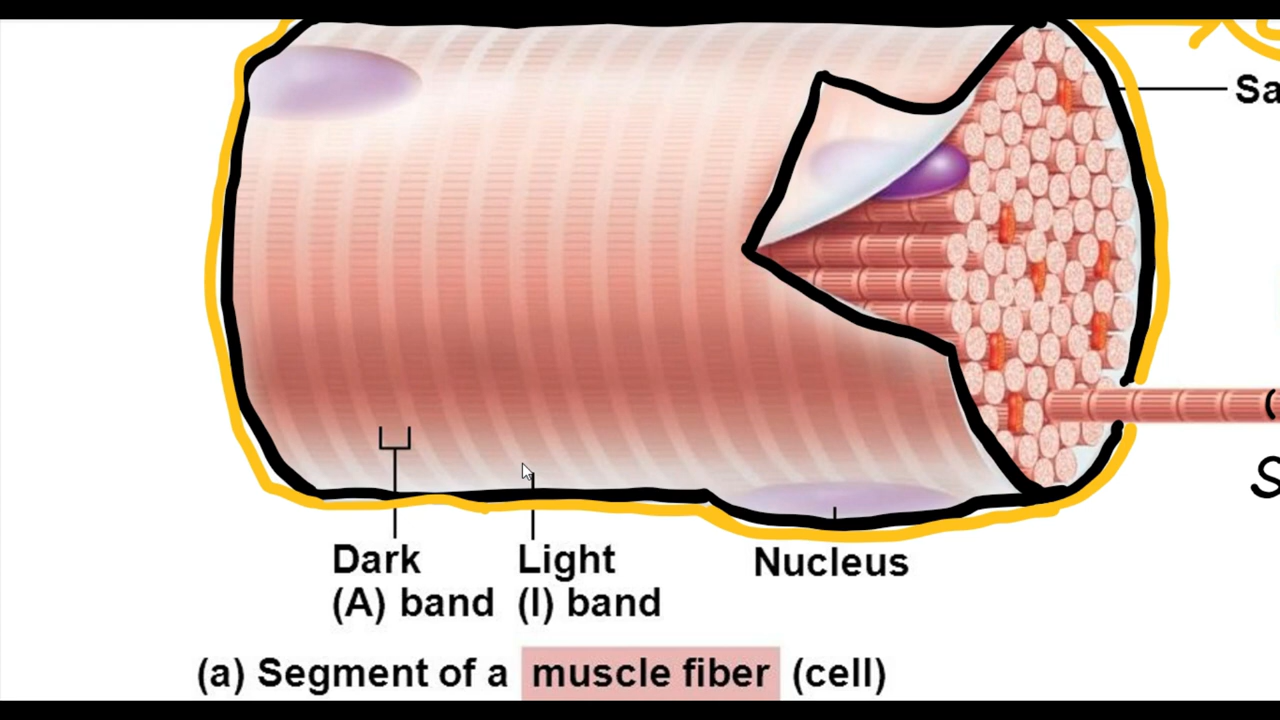 Sa
Dark
(A) band
Light
(I) band
Nucleus
(a) Segment of a muscle fiber (cell)